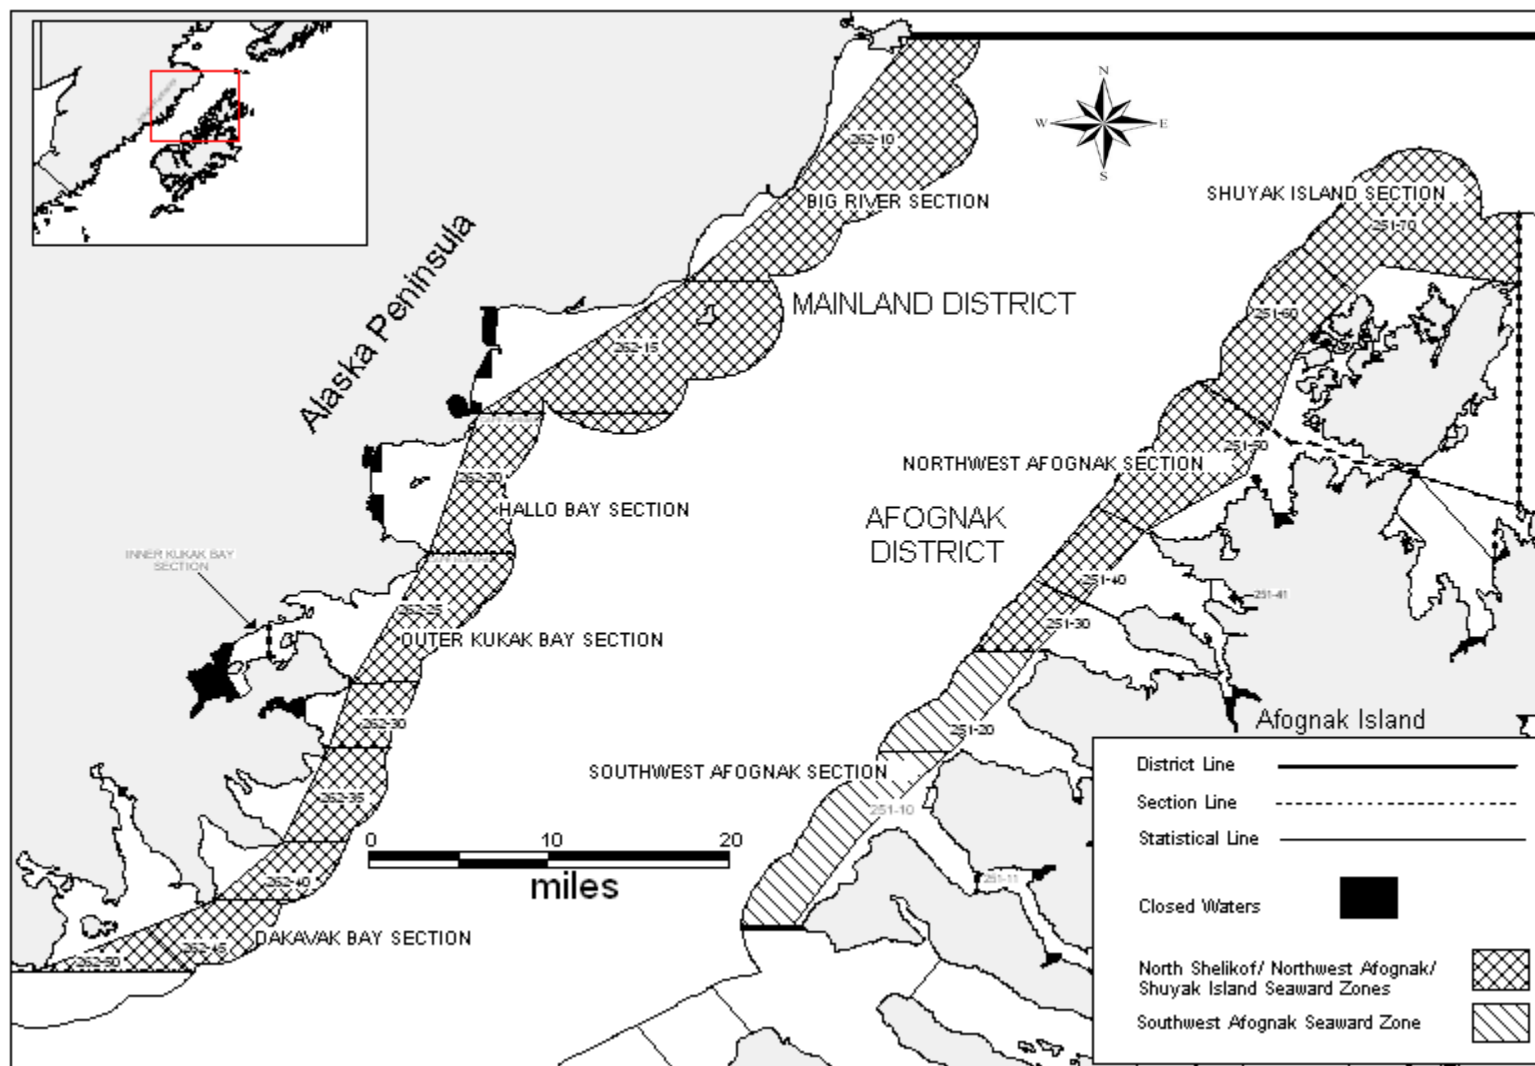 N
W
E
S
262-10
BIG RIVER SECTION
SHUYAK ISLAND SECTION
251-70
Alaska Peninsula
MAINLAND DISTRICT
251-60
262-15
251-50
NORTHWEST AFOGNAK SECTION
262-20
HALLO BAY SECTION
AFOGNAK
DISTRICT
INNER KUKAK BAY
SECTION
251-40
251-41
262-25
251-30
OUTER KUKAK BAY SECTION
262-30
251-20
Afognak Island
SOUTHWEST AFOGNAK SECTION
262-35
251-10
0
10
20
miles
262-40
251-11
DAKAVAK BAY SECTION
262-45
262-50
District Line
Section Line
Statistical Line
Closed Waters
North Shelikof/ Northwest Afognak/
Shuyak Island Seaward Zones
Southwest Afognak Seaward Zone